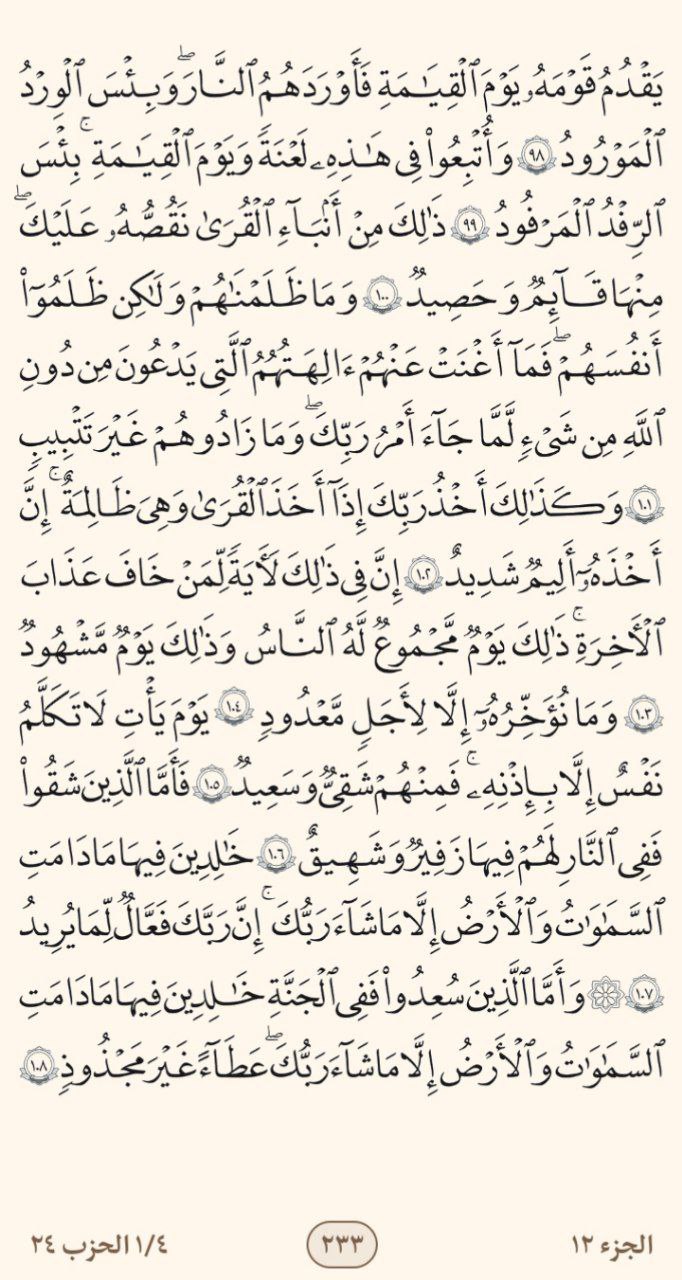 يَقْدُمُ قَوْمَهُۥ يَوْمَ ٱلْقِيَـٰمَةِ فَأَوْرَدَهُمُ ٱلنَّارَ ۖ وَبِئْسَ ٱلْوِرْدُ
ٱلْمَوْرُودُ ٩٨ وَأُتْبِعُوا۟ فِى هَـٰذِهِۦ لَعْنَةً وَيَوْمَ ٱلْقِيَـٰمَةِ ۚ بِئْسَ
ٱلرِّفْدُ ٱلْمَرْفُودُ ٩٩ ذَٰلِكَ مِنْ أَنۢبَآءِ ٱلْقُرَىٰ نَقُصُّهُۥ عَلَيْكَ ۖ
مِنْهَا قَآئِمٌ وَحَصِيدٌ ١٠٠ وَمَا ظَلَمْنَـٰهُمْ وَلَـٰكِن ظَلَمُوٓا۟
أَنفُسَهُمْ ۖ فَمَآ أَغْنَتْ عَنْهُمْ ءَالِهَتُهُمُ ٱلَّتِى يَدْعُونَ مِن دُونِ
ٱللَّهِ مِن شَىْءٍ لَّمَّا جَآءَ أَمْرُ رَبِّكَ ۖ وَمَا زَادُوهُمْ غَيْرَ تَتْبِيبٍ
١٠١ وَكَذَٰلِكَ أَخْذُ رَبِّكَ إِذَآ أَخَذَ ٱلْقُرَىٰ وَهِىَ ظَـٰلِمَةٌ ۚ إِنَّ
أَخْذَهُۥٓ أَلِيمٌ شَدِيدٌ ١٠٢ إِنَّ فِى ذَٰلِكَ لَـَٔايَةً لِّمَنْ خَافَ عَذَابَ
ٱلْـَٔاخِرَةِ ۚ ذَٰلِكَ يَوْمٌ مَّجْمُوعٌ لَّهُ ٱلنَّاسُ وَذَٰلِكَ يَوْمٌ مَّشْهُودٌ
١٠٣ وَمَا نُؤَخِّرُهُۥٓ إِلَّا لِأَجَلٍ مَّعْدُودٍ ١٠٤ يَوْمَ يَأْتِ لَا تَكَلَّمُ
نَفْسٌ إِلَّا بِإِذْنِهِۦ ۚ فَمِنْهُمْ شَقِىٌّ وَسَعِيدٌ ١٠٥ فَأَمَّا ٱلَّذِينَ شَقُوا۟
فَفِى ٱلنَّارِ لَهُمْ فِيهَا زَفِيرٌ وَشَهِيقٌ ١٠٦ خَـٰلِدِينَ فِيهَا مَا دَامَتِ
ٱلسَّمَـٰوَٰتُ وَٱلْأَرْضُ إِلَّا مَا شَآءَ رَبُّكَ ۚ إِنَّ رَبَّكَ فَعَّالٌ لِّمَا يُرِيدُ
١٠٧ ۞ وَأَمَّا ٱلَّذِينَ سُعِدُوا۟ فَفِى ٱلْجَنَّةِ خَـٰلِدِينَ فِيهَا مَا دَامَتِ
ٱلسَّمَـٰوَٰتُ وَٱلْأَرْضُ إِلَّا مَا شَآءَ رَبُّكَ ۖ عَطَآءً غَيْرَ مَجْذُوذٍ ١٠٨
الجزء ١٢ ٢٣٣ ١/٤ الحزب ٢٤